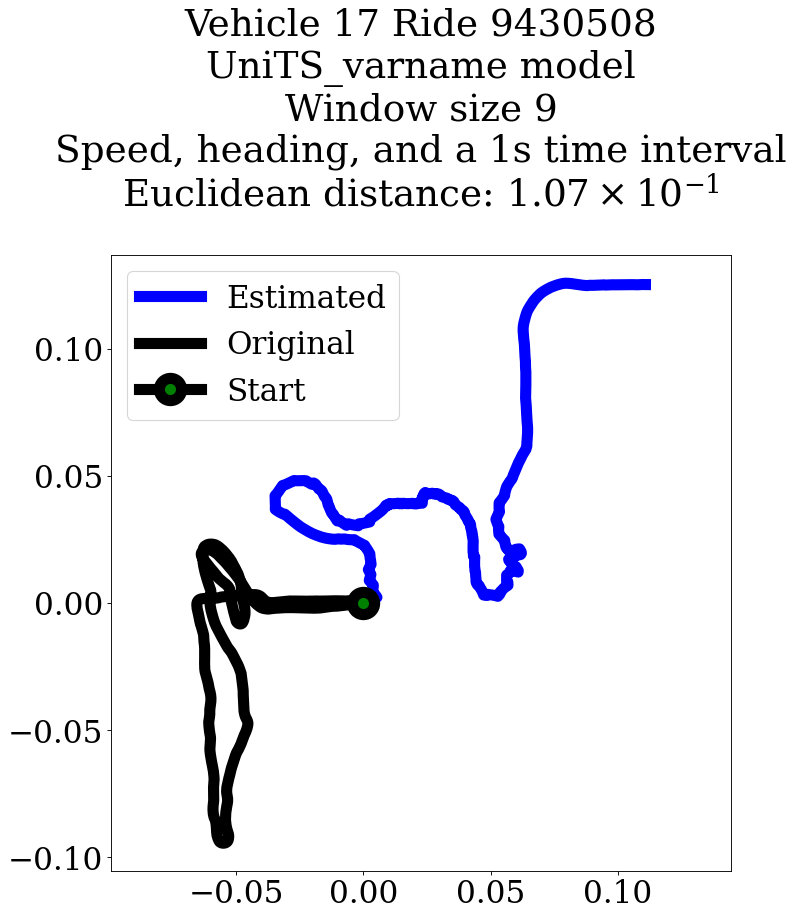 Vehicle 17 Ride 9430508
UniTS_varname model
Window size 9
Speed, heading, and a 1s time interval
Euclidean distance: 1.07 × 10⁻¹
Estimated
Original
Start
0.10
0.05
0.00
−0.05
−0.10
−0.05 0.00 0.05 0.10